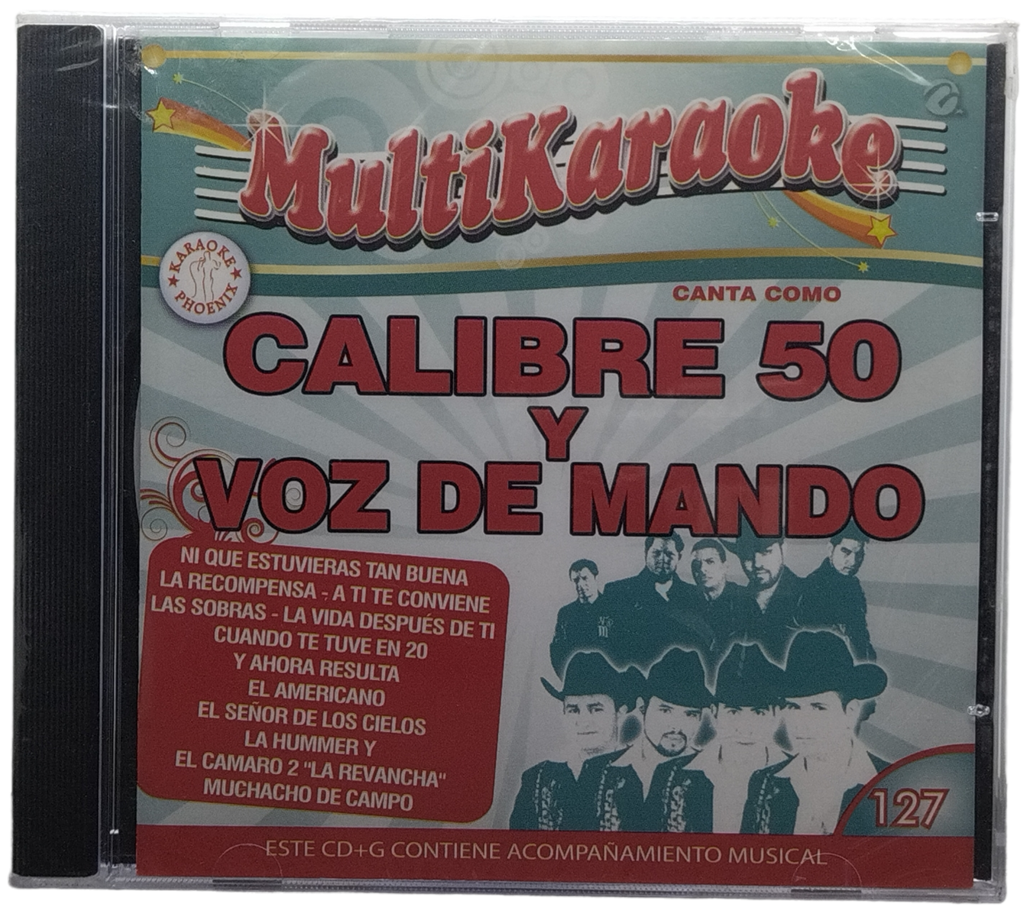 MultiKaraoke
KARAOKE
PHOENIX
CANTA COMO
CALIBRE 50
Y
VOZ DE MANDO
NI QUE ESTUVIERAS TAN BUENA
LA RECOMPENSA - A TI TE CONVIENE
LAS SOBRAS - LA VIDA DESPUÉS DE TI
CUANDO TE TUVE EN 20
Y AHORA RESULTA
EL AMERICANO
EL SEÑOR DE LOS CIELOS
LA HUMMER Y
EL CAMARO 2 "LA REVANCHA"
MUCHACHO DE CAMPO
127
ESTE CD+G CONTIENE ACOMPAÑAMIENTO MUSICAL